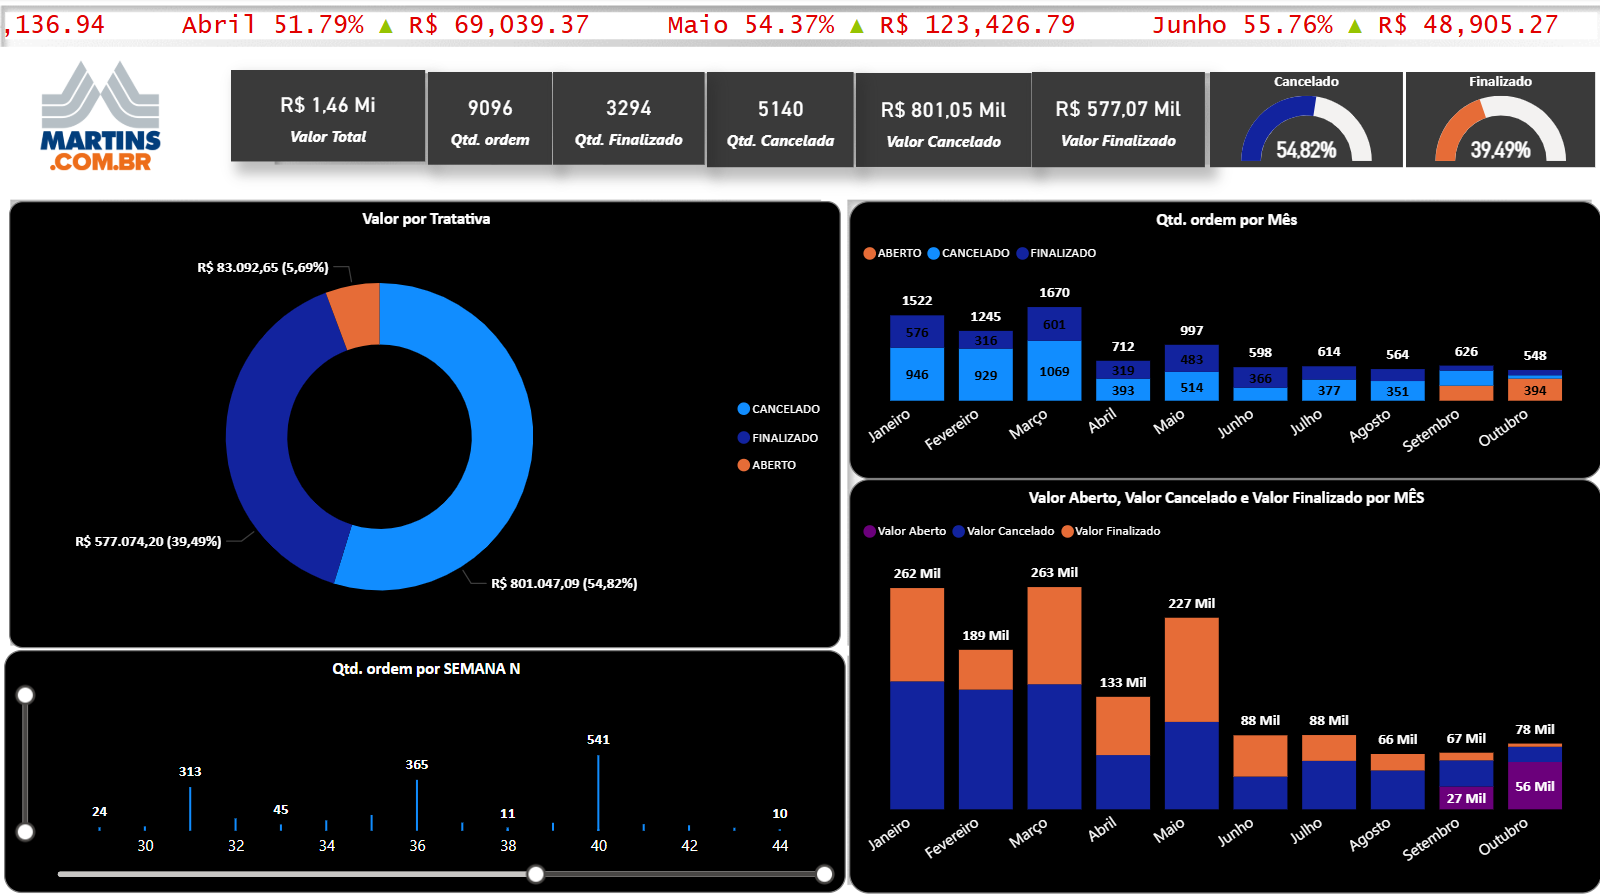 ,136.94 Abril 51.79% ▲ R$ 69,039.37 Maio 54.37% ▲ R$ 123,426.79 Junho 55.76% ▲ R$ 48,905.27
MARTINS
.COM.BR
R$ 1,46 Mi
Valor Total
9096
Qtd. ordem
3294
Qtd. Finalizado
5140
Qtd. Cancelada
R$ 801,05 Mil
Valor Cancelado
R$ 577,07 Mil
Valor Finalizado
Cancelado
54,82%
Finalizado
39,49%
Valor por Tratativa
R$ 83.092,65 (5,69%)
R$ 577.074,20 (39,49%)
R$ 801.047,09 (54,82%)
CANCELADO
FINALIZADO
ABERTO
Qtd. ordem por Mês
ABERTO CANCELADO FINALIZADO
1522 1245 1670 712 997 598 614 564 626 548
576 316 601 319 483 366
946 929 1069 393 514 377 351 394
Janeiro Fevereiro Março Abril Maio Junho Julho Agosto Setembro Outubro
Qtd. ordem por SEMANA N
24 313 45 365 11 541 10
30 32 34 36 38 40 42 44
Valor Aberto, Valor Cancelado e Valor Finalizado por MÊS
Valor Aberto Valor Cancelado Valor Finalizado
262 Mil 189 Mil 263 Mil 133 Mil 227 Mil 88 Mil 88 Mil 66 Mil 67 Mil 78 Mil
27 Mil 56 Mil
Janeiro Fevereiro Março Abril Maio Junho Julho Agosto Setembro Outubro